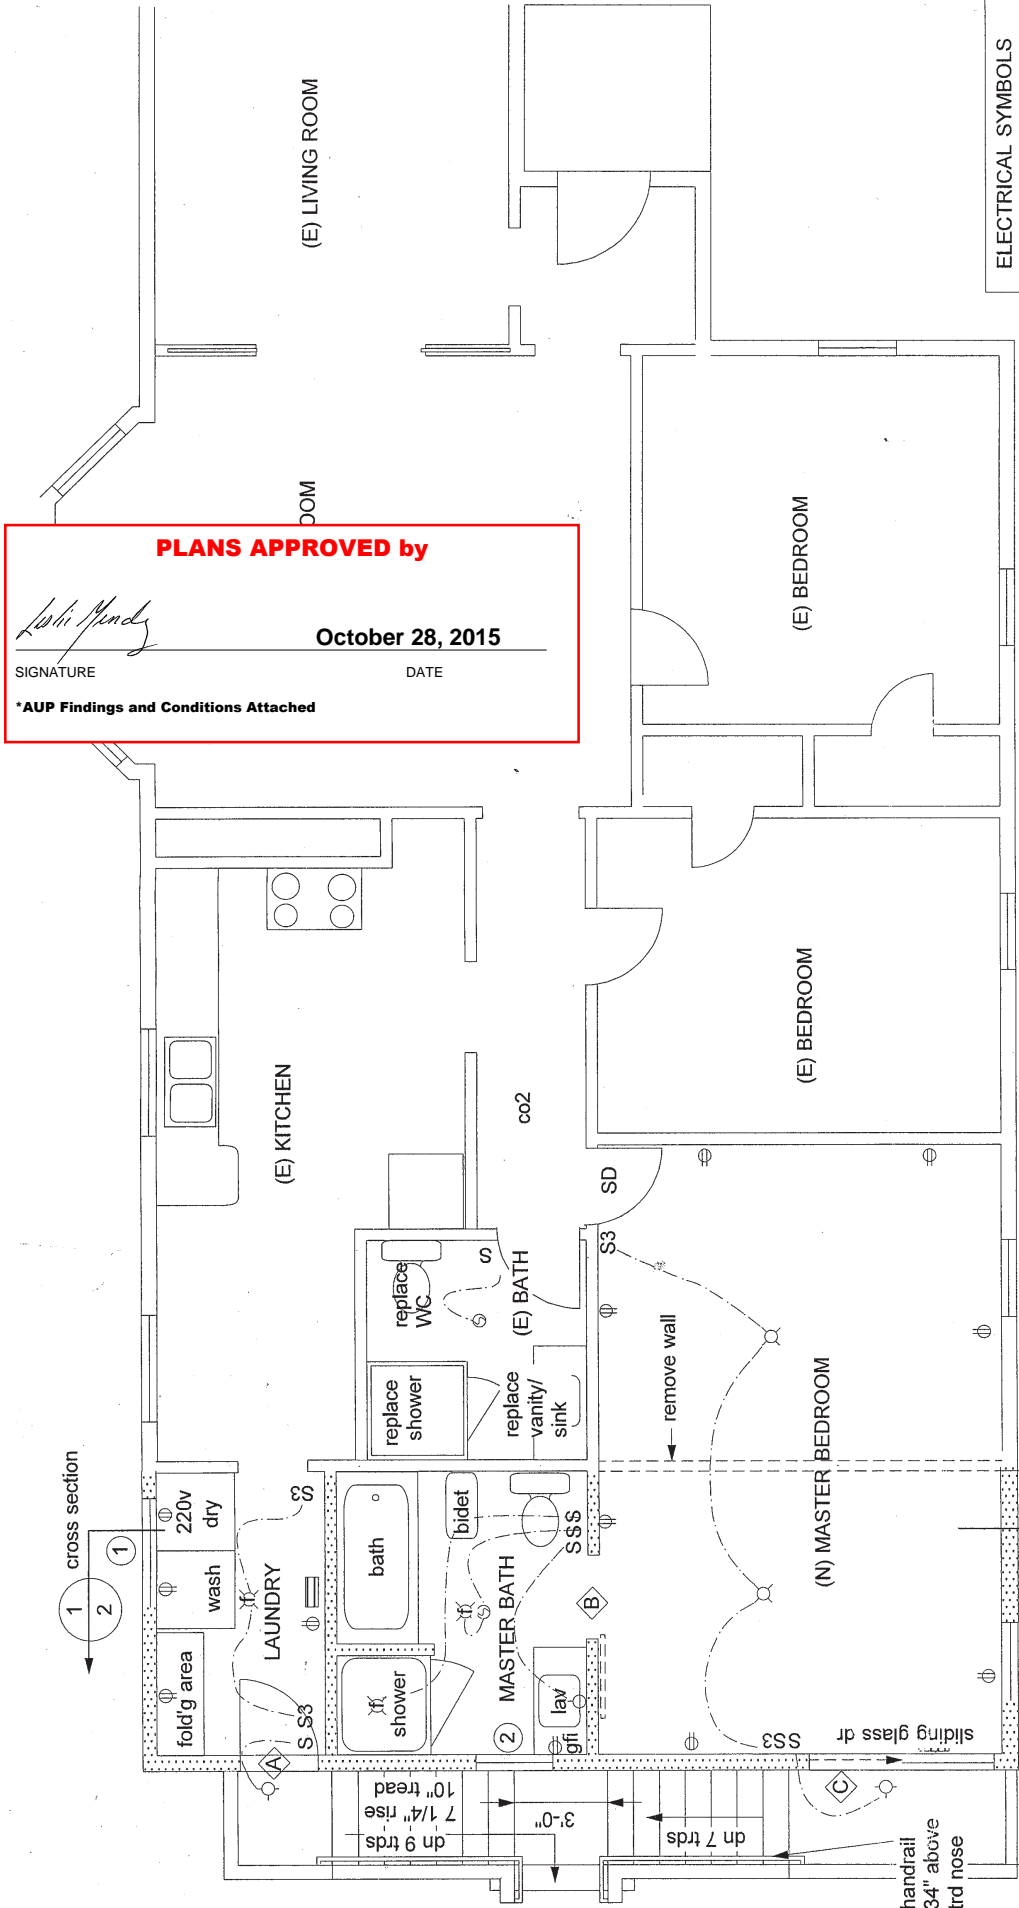 ELECTRICAL SYMBOLS
(E) LIVING ROOM
OOM
PLANS APPROVED by
October 28, 2015
SIGNATURE
DATE
*AUP Findings and Conditions Attached
(E) BEDROOM
(E) BEDROOM
(E) KITCHEN
co2
SD
S3
S
replace
WC
(E) BATH
replace
shower
replace
vanity/
sink
remove wall
(N) MASTER BEDROOM
cross section
1
2
1
220v
dry
wash
fold'g area
LAUNDRY
S3
S S3
A
bath
bidet
f
f
f
shower
MASTER BATH
SSS
B
2
lav
gfi
SS3
sliding glass dr
C
10" tread
7 1/4" rise
dn 9 trds
3'-0"
dn 7 trds
handrail
34" above
trd nose